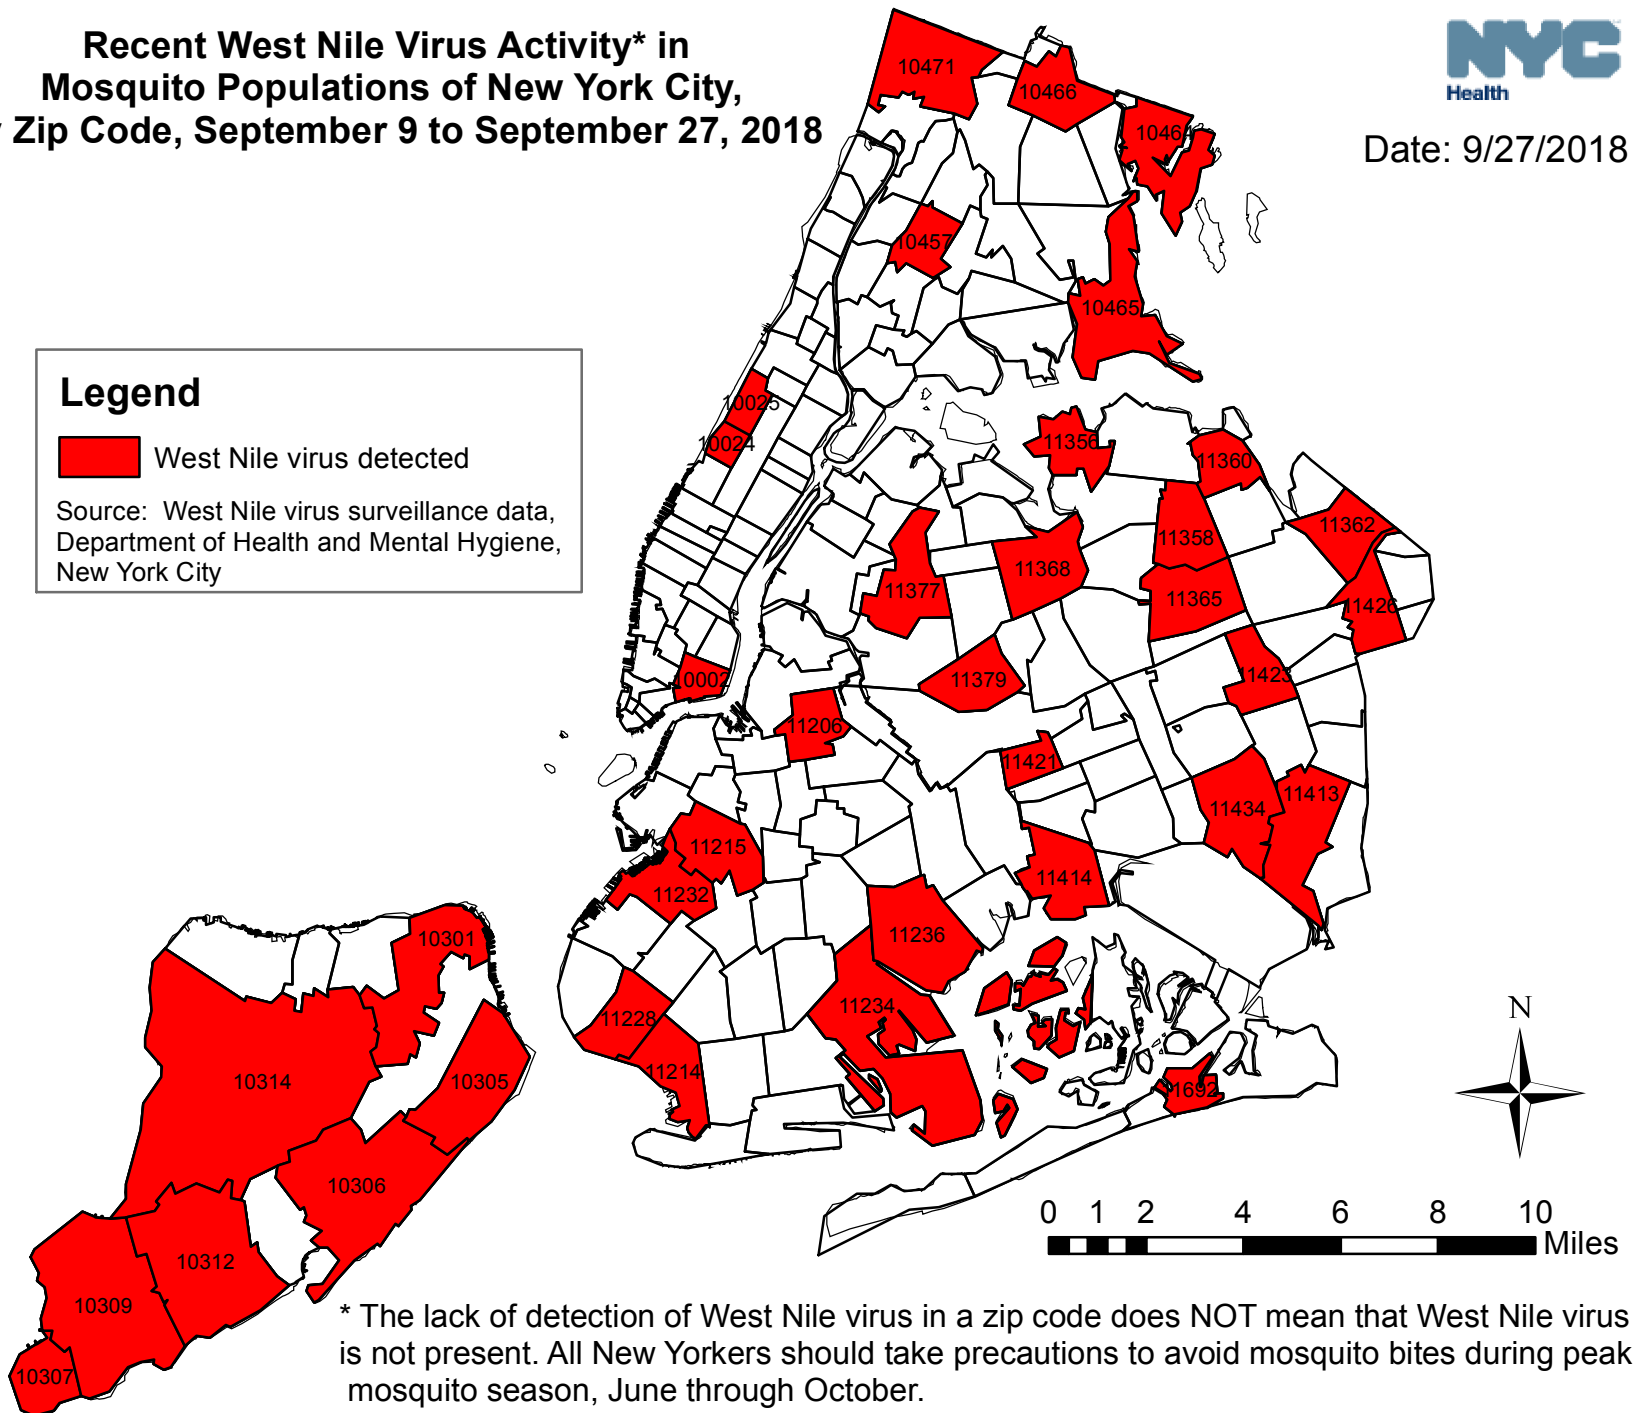 Recent West Nile Virus Activity* in
Mosquito Populations of New York City,
Zip Code, September 9 to September 27, 2018
NYC
Health
Date: 9/27/2018
Legend
West Nile virus detected
Source: West Nile virus surveillance data,
Department of Health and Mental Hygiene,
New York City
10471
10466
1046
10457
10465
10025
10024
11356
11360
11358
11362
11368
11377
11365
11426
11379
11423
10002
11206
11421
11434
11413
11215
11414
11232
11236
11234
11228
11214
1692
10301
10314
10305
10306
10312
10309
10307
N
0 1 2 4 6 8 10
Miles
* The lack of detection of West Nile virus in a zip code does NOT mean that West Nile virus
is not present. All New Yorkers should take precautions to avoid mosquito bites during peak
mosquito season, June through October.